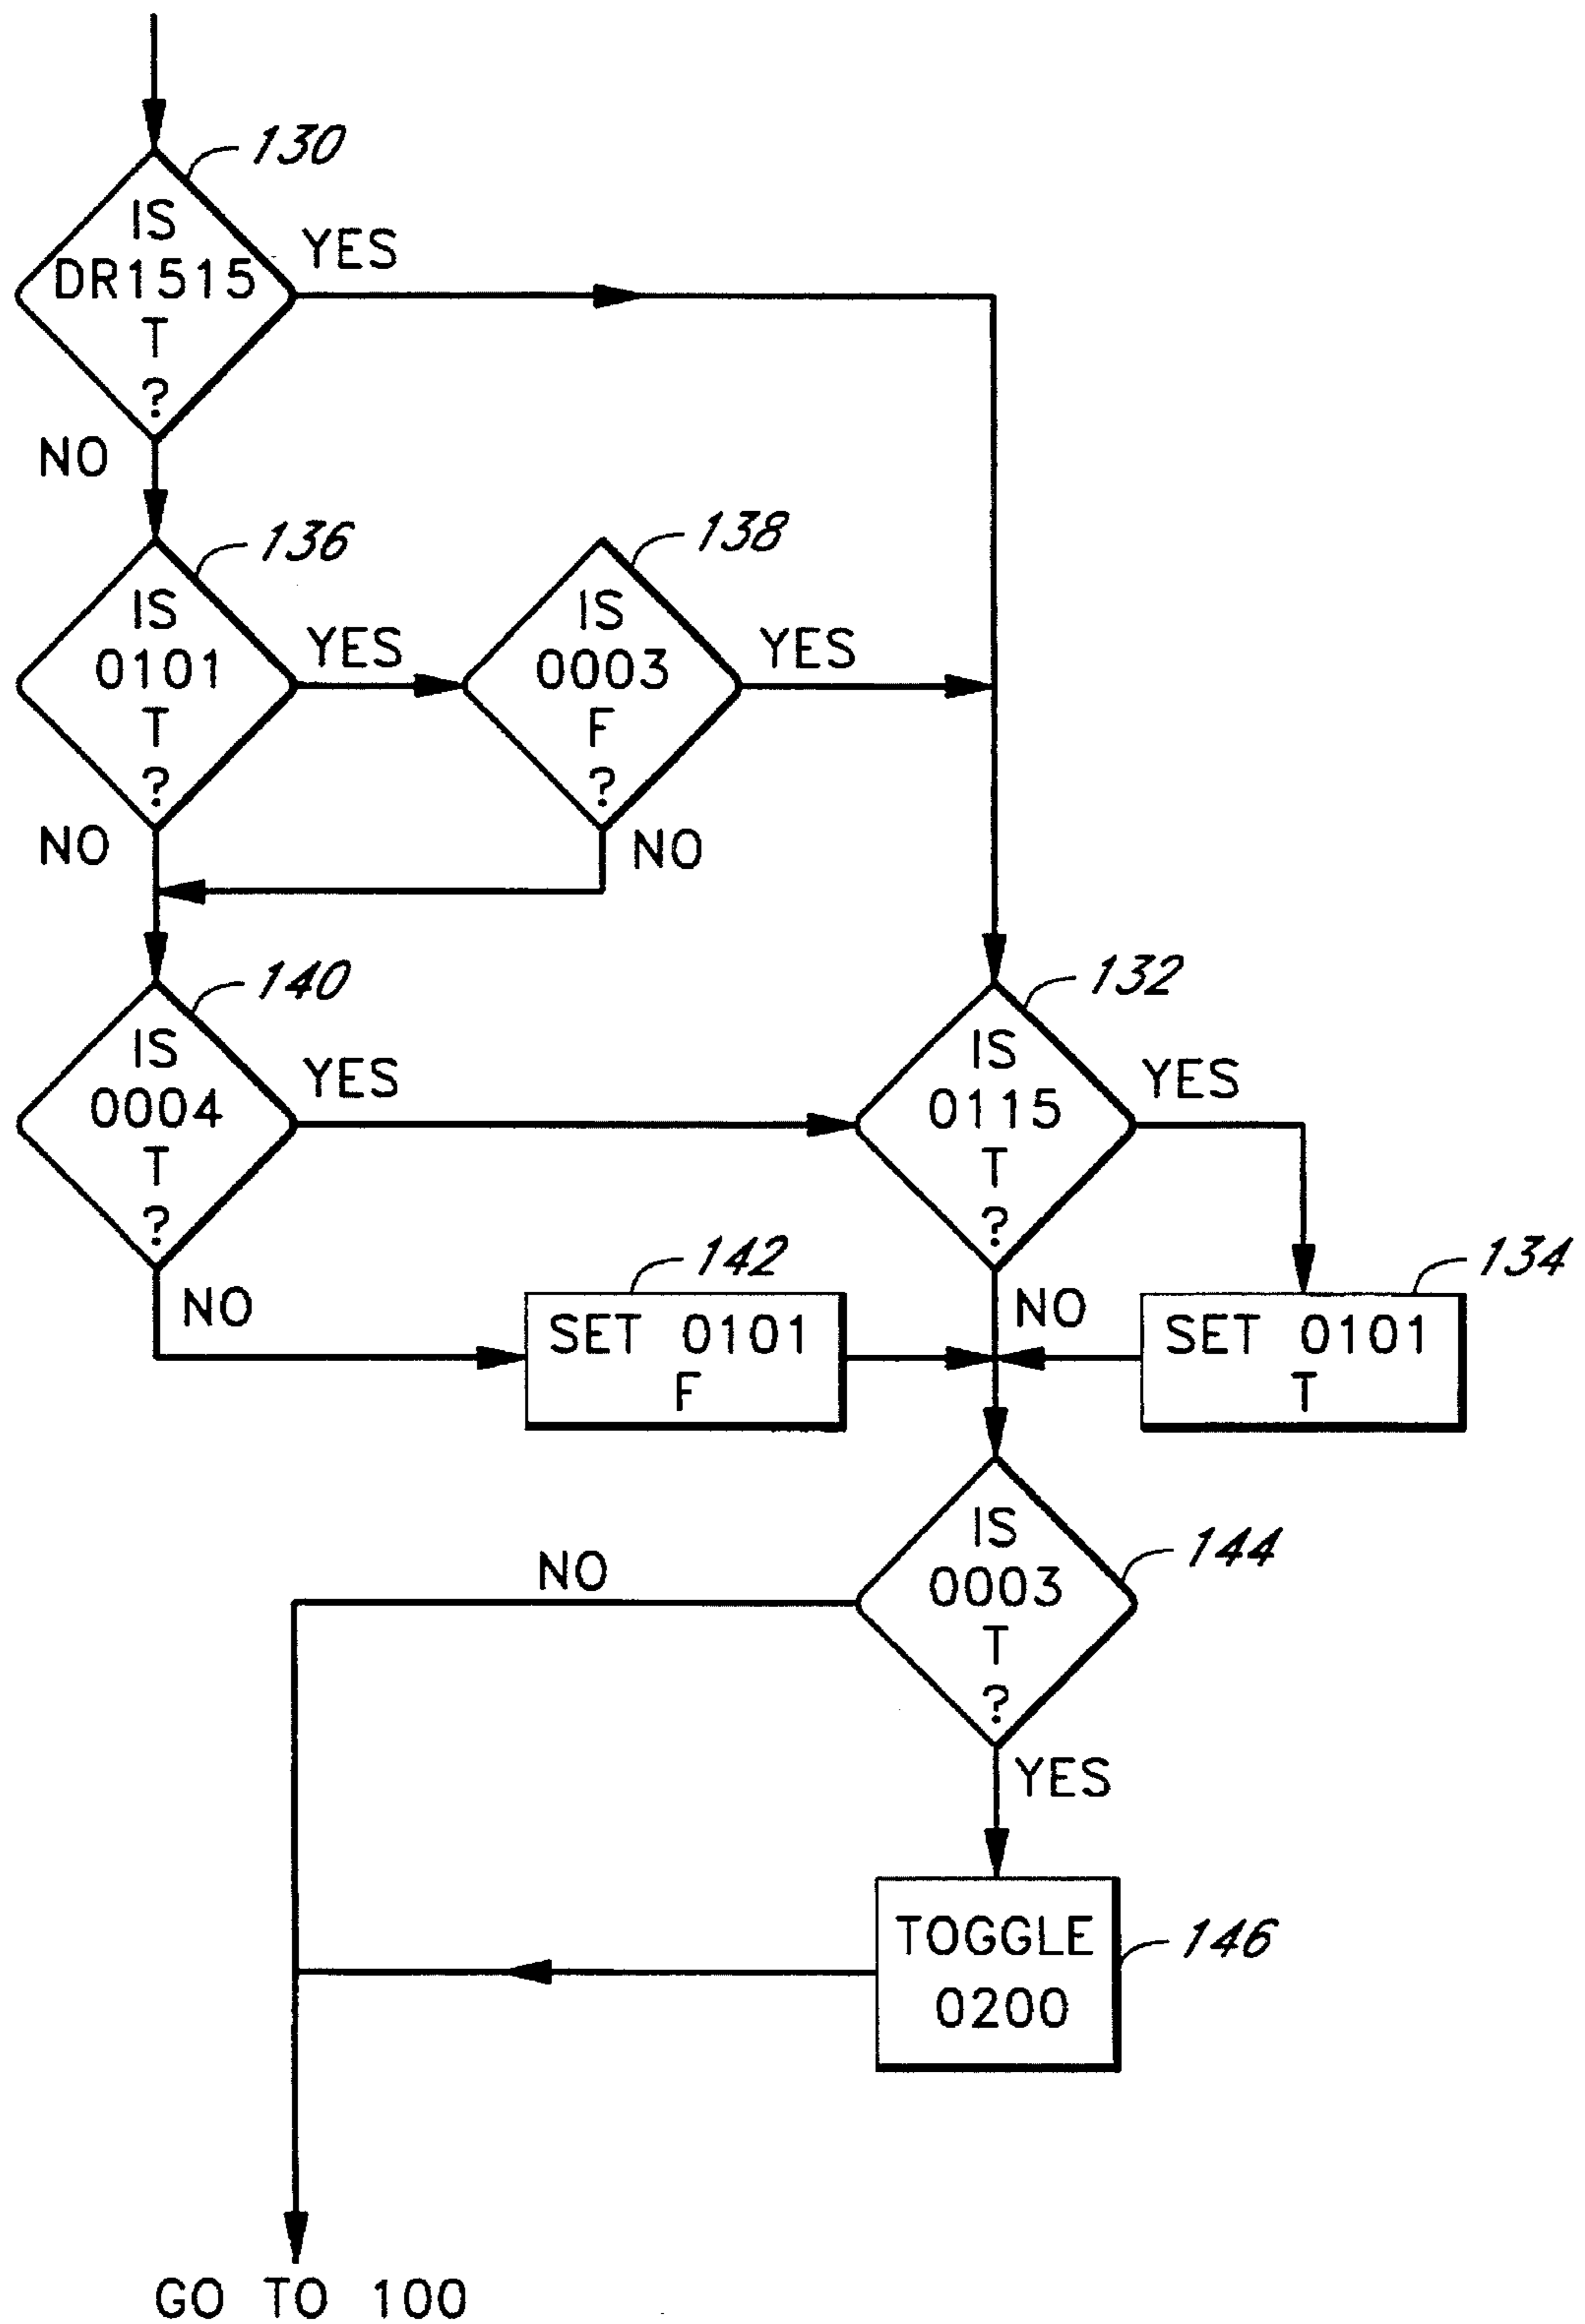 130
IS
DR1515
T
?
YES
NO
136
IS
0101
T
?
YES
NO
138
IS
0003
F
?
YES
NO
140
IS
0004
T
?
YES
NO
132
IS
0115
T
?
YES
NO
142
SET 0101
F
134
SET 0101
T
144
IS
0003
T
?
NO
YES
TOGGLE
0200
146
GO TO 100